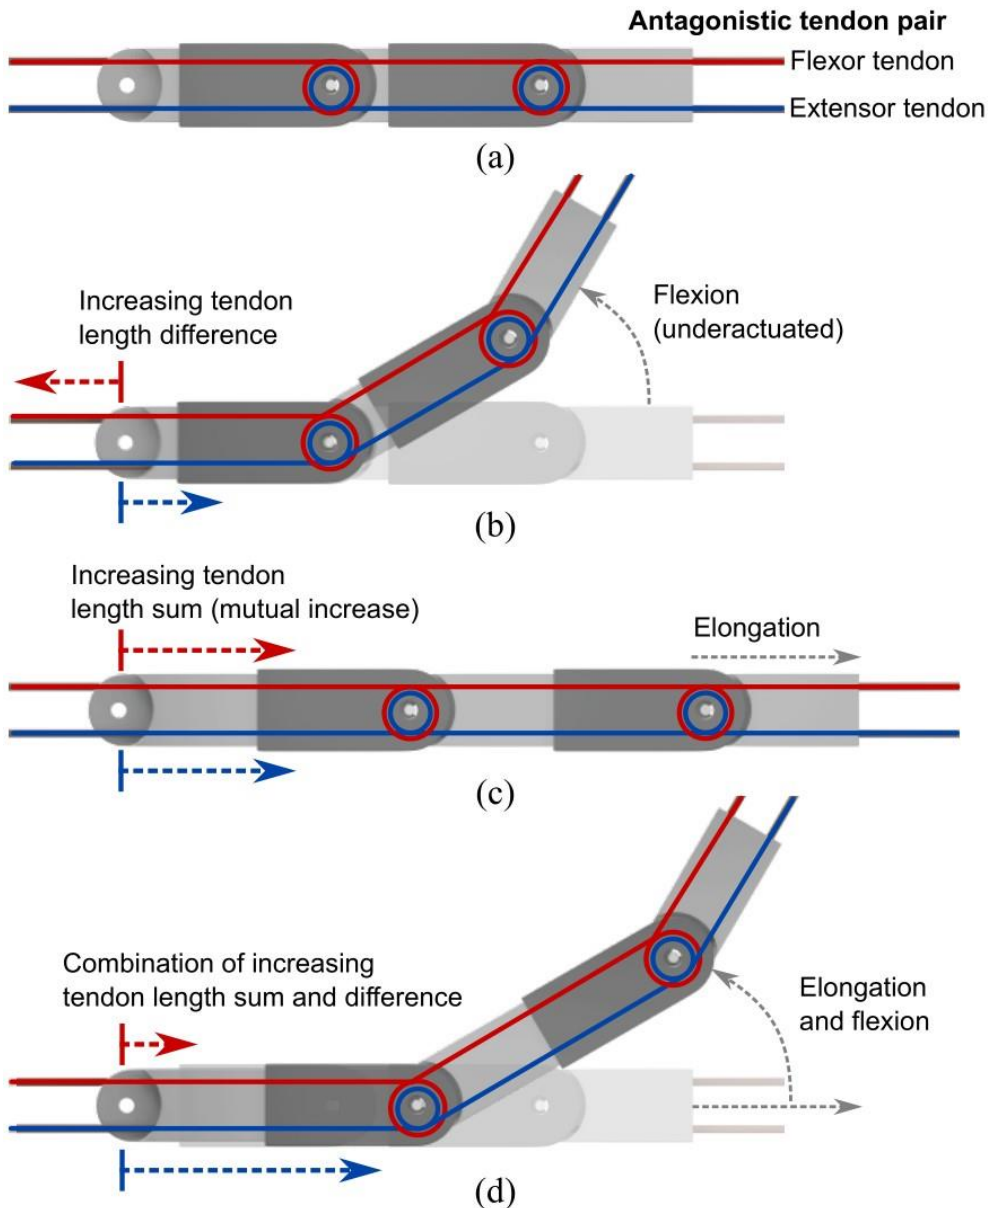 Antagonistic tendon pair
Flexor tendon
Extensor tendon
(a)
Increasing tendon
length difference
Flexion
(underactuated)
(b)
Increasing tendon
length sum (mutual increase)
Elongation
(c)
Combination of increasing
tendon length sum and difference
Elongation
and flexion
(d)